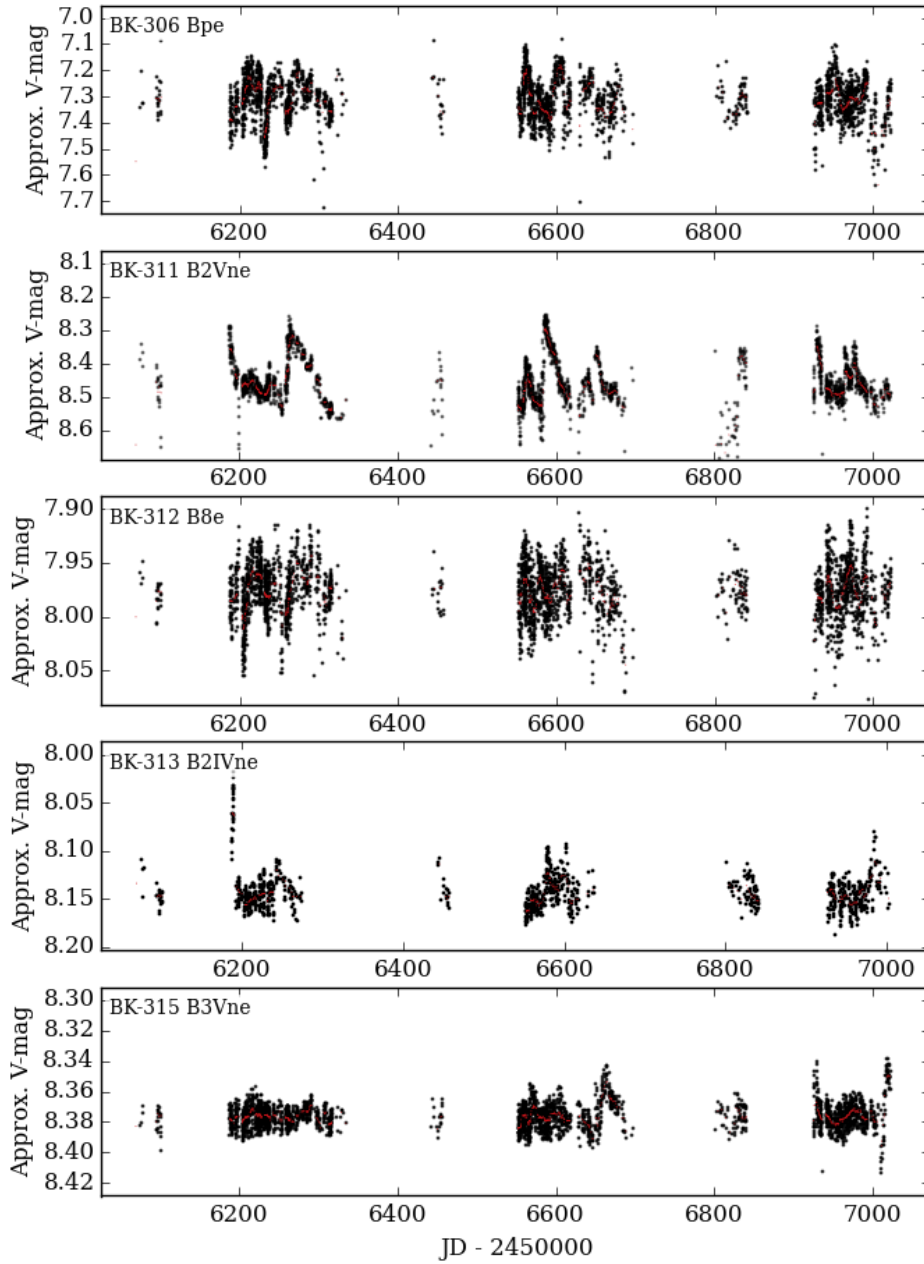 BK-306 Bpe
7.0
7.1
7.2
7.3
7.4
7.5
7.6
7.7
Approx. V-mag
6200 6400 6600 6800 7000
BK-311 B2Vne
8.1
8.2
8.3
8.4
8.5
8.6
Approx. V-mag
6200 6400 6600 6800 7000
BK-312 B8e
7.90
7.95
8.00
8.05
Approx. V-mag
6200 6400 6600 6800 7000
BK-313 B2IVne
8.00
8.05
8.10
8.15
8.20
Approx. V-mag
6200 6400 6600 6800 7000
BK-315 B3Vne
8.30
8.32
8.34
8.36
8.38
8.40
8.42
Approx. V-mag
6200 6400 6600 6800 7000
JD - 2450000